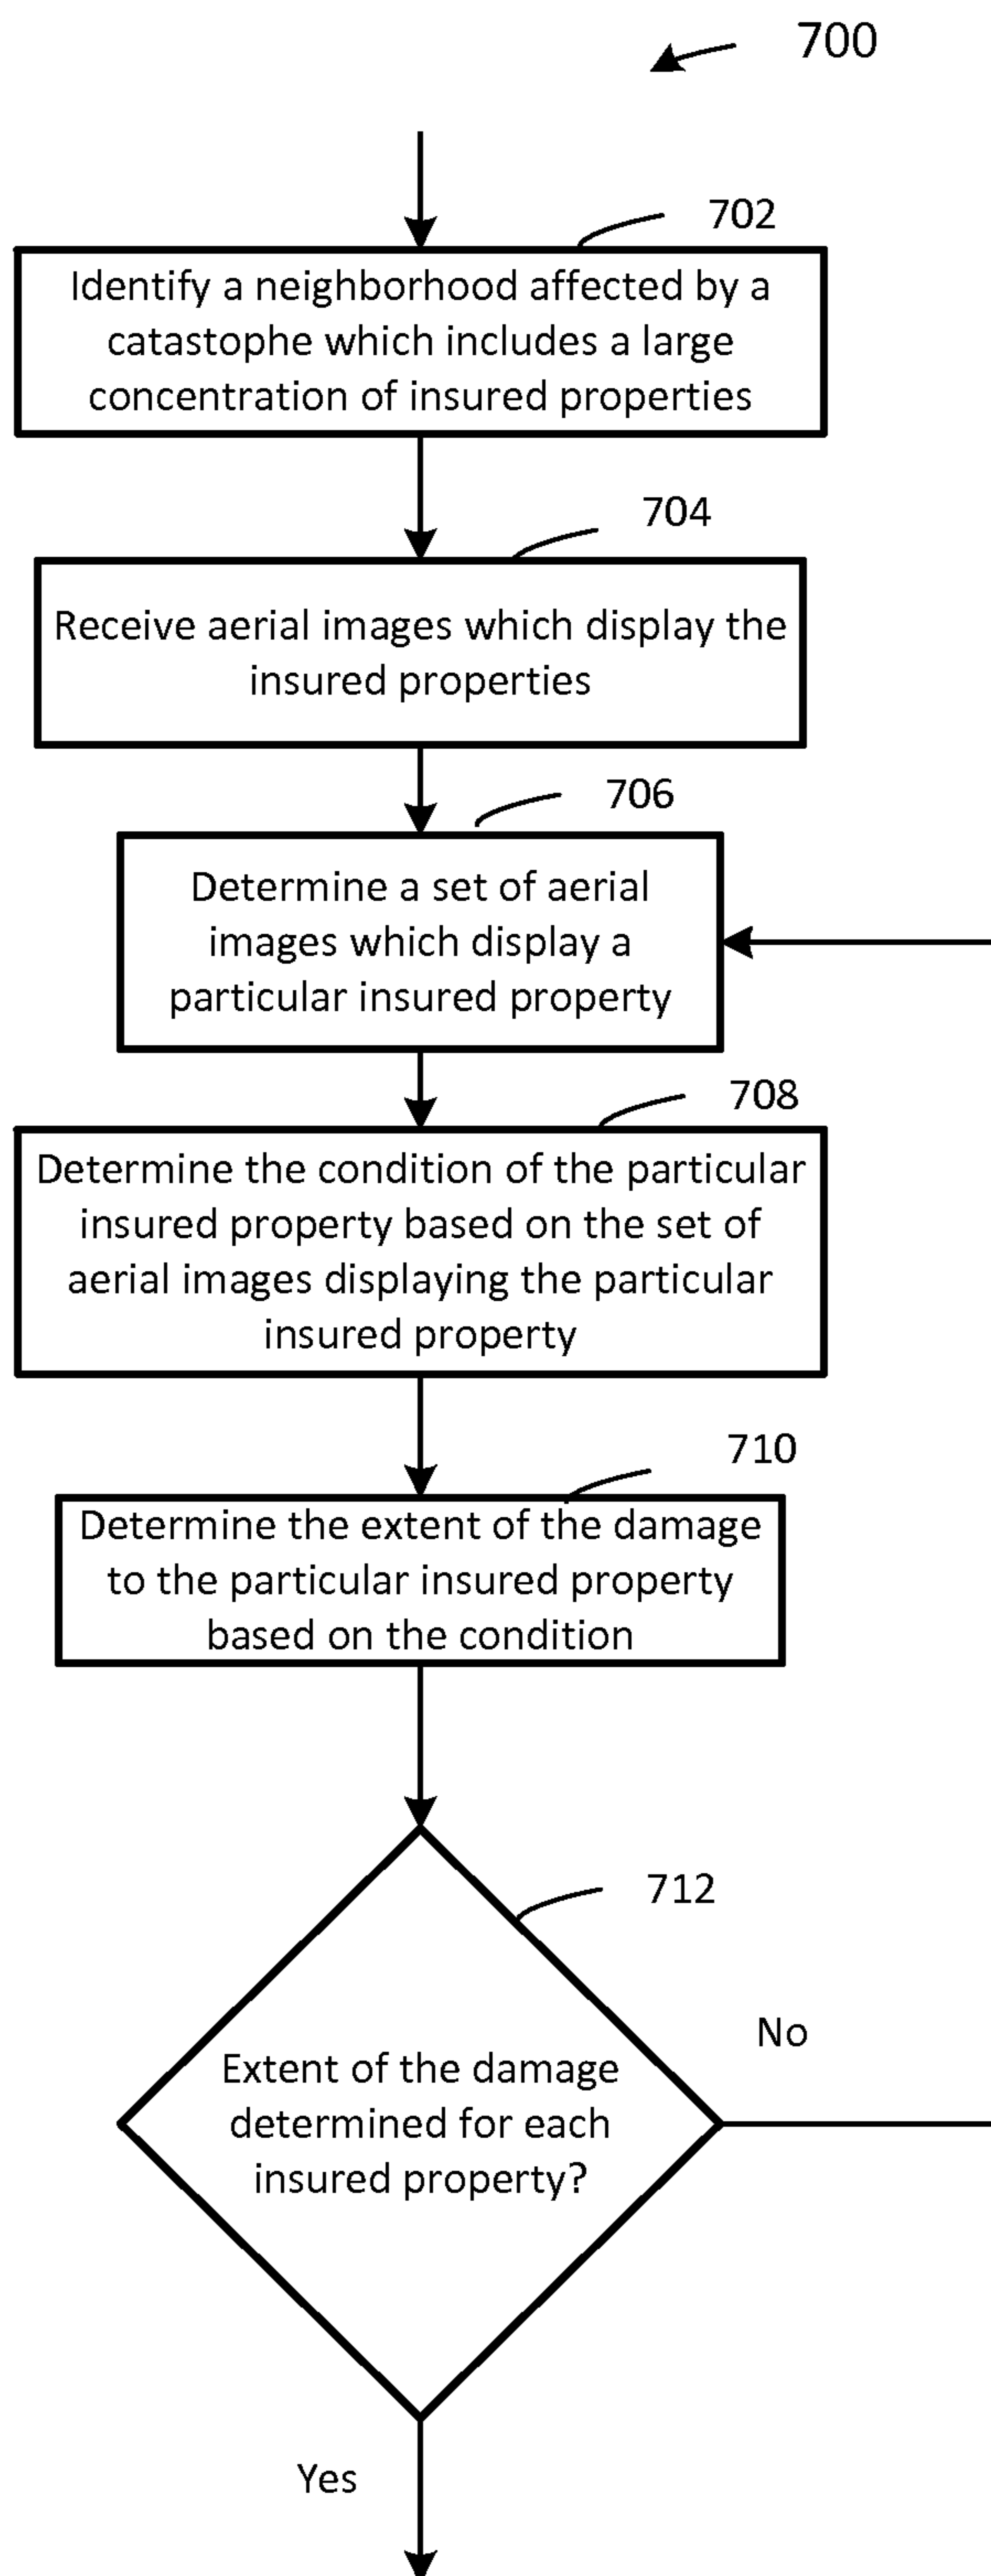 700
702
Identify a neighborhood affected by a
catastophe which includes a large
concentration of insured properties
704
Receive aerial images which display the
insured properties
706
Determine a set of aerial
images which display a
particular insured property
708
Determine the condition of the particular
insured property based on the set of
aerial images displaying the particular
insured property
710
Determine the extent of the damage
to the particular insured property
based on the condition
712
No
Extent of the damage
determined for each
insured property?
Yes